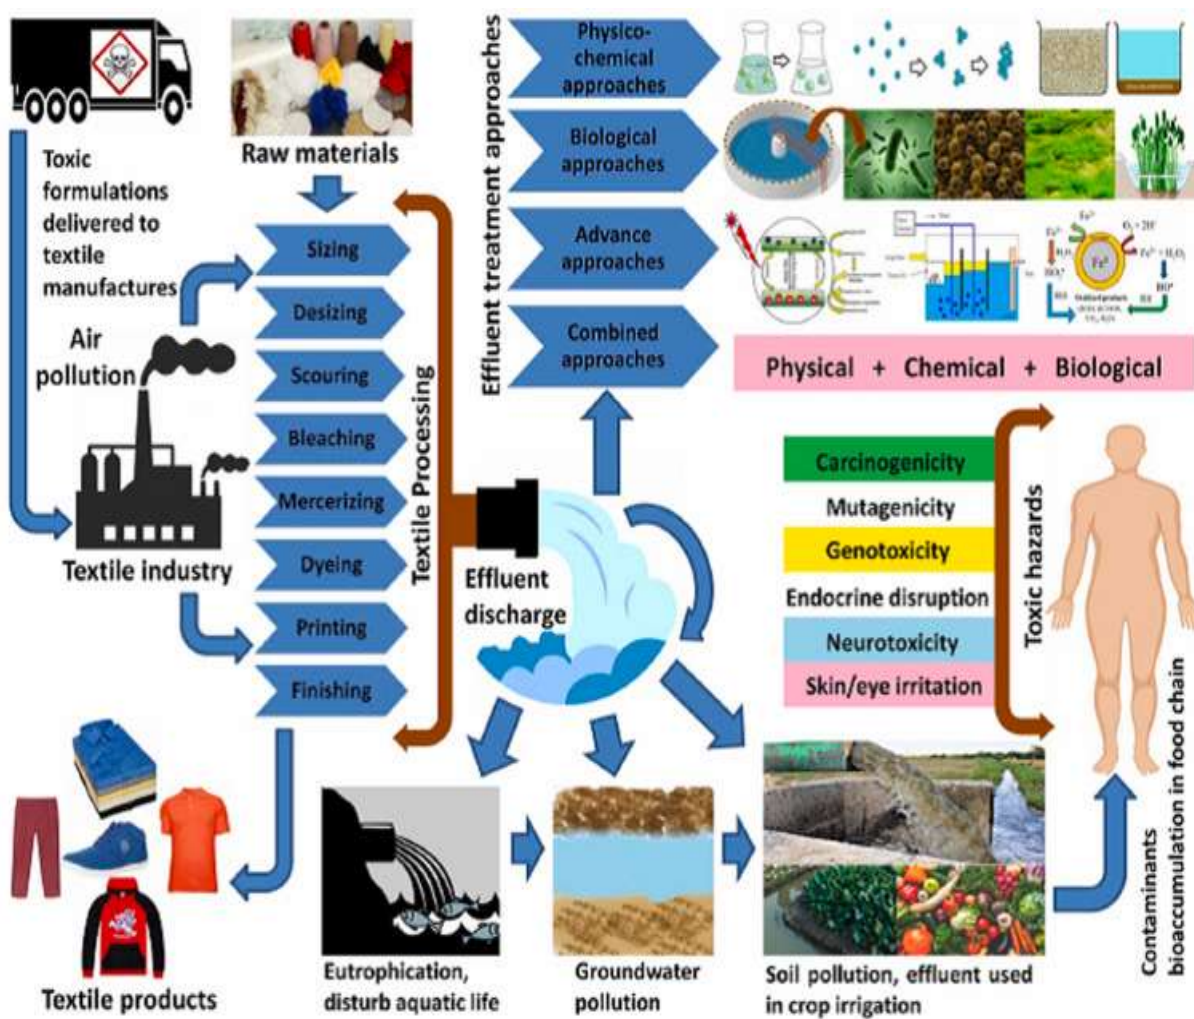 Toxic
formulations
delivered to
textile
manufactures
Raw materials
Air
pollution
Textile industry
Sizing
Desizing
Scouring
Bleaching
Mercerizing
Dyeing
Printing
Finishing
Textile Processing
Textile products
Effluent
discharge
Effluent treatment approaches
Physico-
chemical
approaches
Biological
approaches
Advance
approaches
Combined
approaches
Fe⁰
Physical + Chemical + Biological
Carcinogenicity
Mutagenicity
Genotoxicity
Endocrine disruption
Neurotoxicity
Skin/eye irritation
Toxic hazards
Contaminants
bioaccumulation in food chain
Eutrophication,
disturb aquatic life
Groundwater
pollution
Soil pollution, effluent used
in crop irrigation